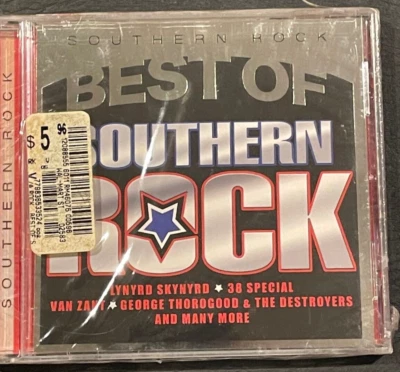 SOUTHERN ROCK
SOUTHERN ROCK
BEST OF
SOUTHERN
ROCK
LYNYRD SKYNYRD ★ 38 SPECIAL
VAN ZANT ★ GEORGE THOROGOOD & THE DESTROYERS
AND MANY MORE
$ 5 96